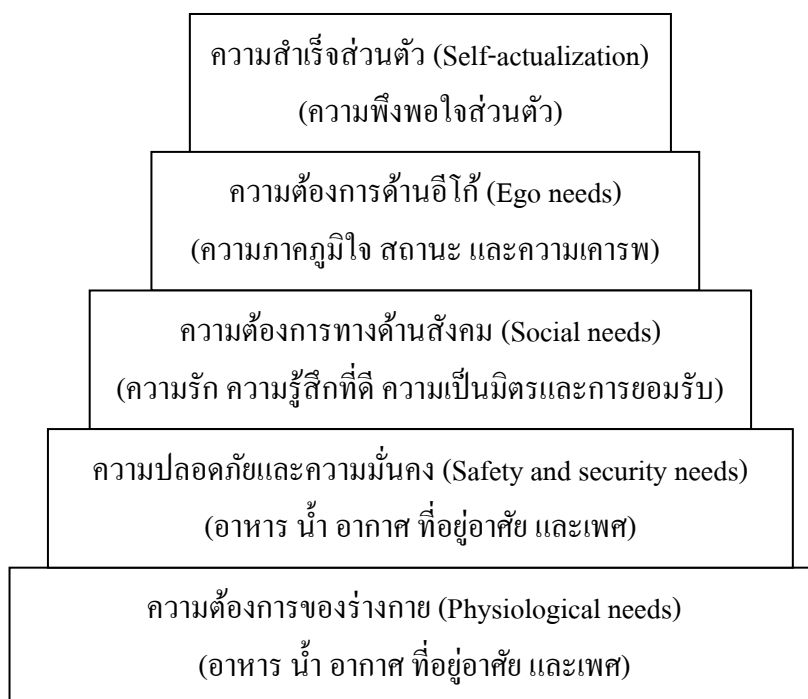 ความสำเร็จส่วนตัว (Self-actualization)
(ความพึงพอใจส่วนตัว)
ความต้องการด้านอีโก้ (Ego needs)
(ความภาคภูมิใจ สถานะ และความเคารพ)
ความต้องการทางด้านสังคม (Social needs)
(ความรัก ความรู้สึกที่ดี ความเป็นมิตรและการยอมรับ)
ความปลอดภัยและความมั่นคง (Safety and security needs)
(อาหาร น้ำ อากาศ ที่อยู่อาศัย และเพศ)
ความต้องการของร่างกาย (Physiological needs)
(อาหาร น้ำ อากาศ ที่อยู่อาศัย และเพศ)